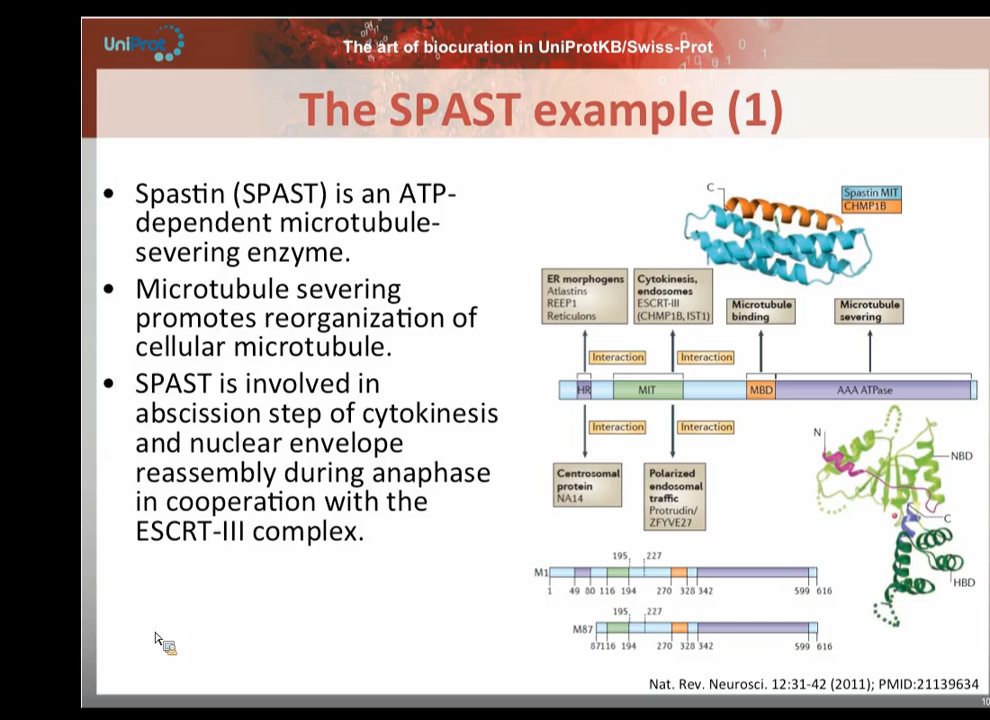 UniProt
The art of biocuration in UniProtKB/Swiss-Prot
The SPAST example (1)
• Spastin (SPAST) is an ATP-
dependent microtubule-
severing enzyme.
• Microtubule severing
promotes reorganization of
cellular microtubule.
• SPAST is involved in
abscission step of cytokinesis
and nuclear envelope
reassembly during anaphase
in cooperation with the
ESCRT-III complex.
C
Spastin MIT
CHMP1B
ER morphogens
Atlastins
REEP1
Reticulons
Cytokinesis,
endosomes
ESCRT-III
(CHMP1B, IST1)
Microtubule
binding
Microtubule
severing
Interaction
Interaction
HR
MIT
MBD
AAA ATPase
Interaction
Interaction
Centrosomal
protein
NA14
Polarized
endosomal
traffic
Protrudin/
ZFYVE27
N
NBD
C
HBD
195 227
M1
1 49 80 116 194 270 328 342 599 616
195 227
M87
87 116 194 270 328 342 599 616
Nat. Rev. Neurosci. 12:31-42 (2011); PMID:21139634